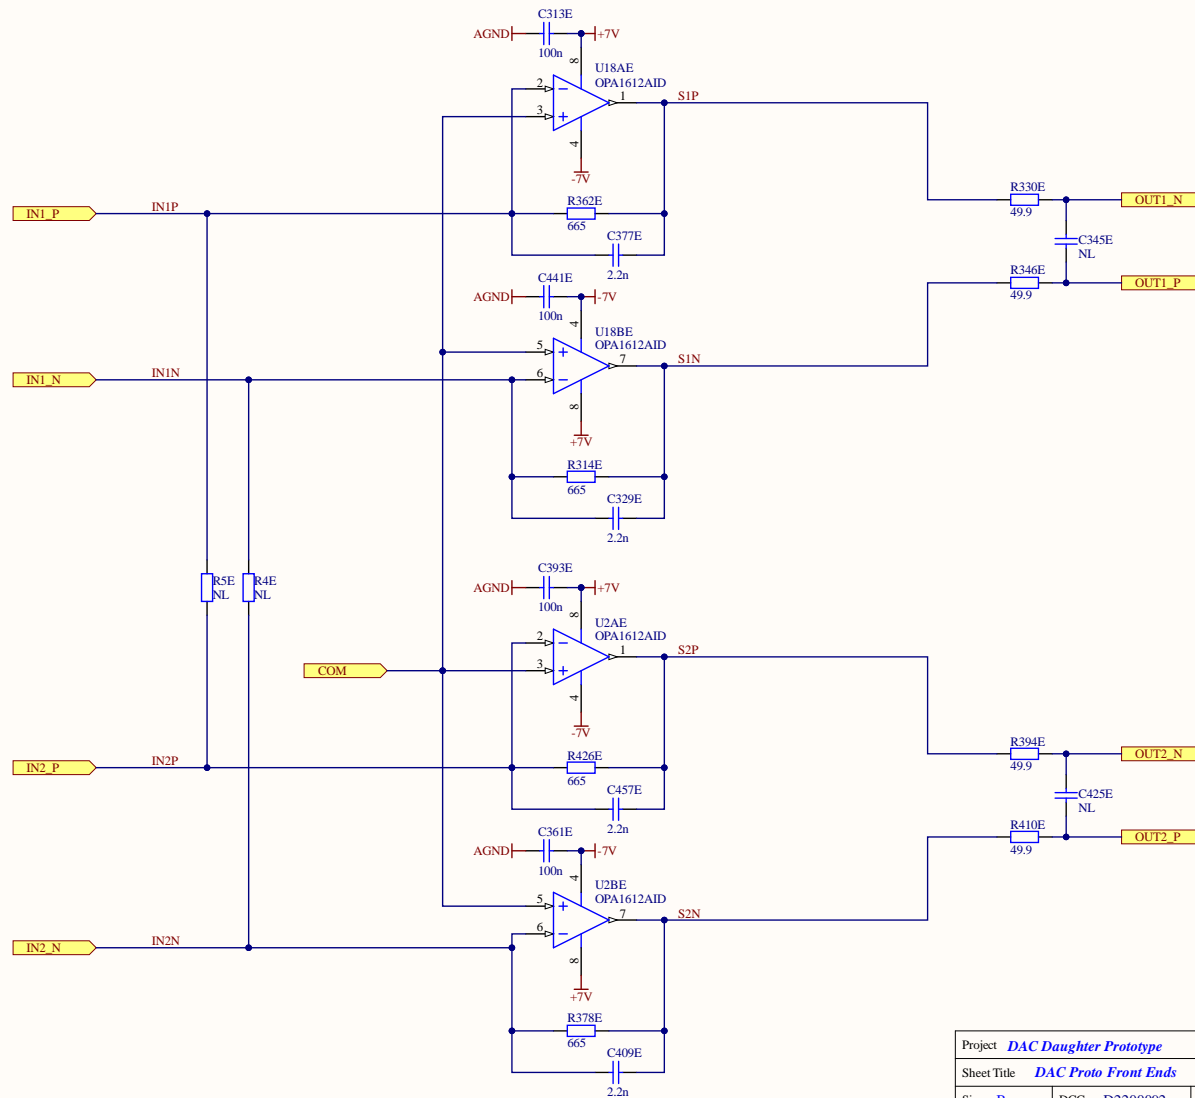 C313E
AGND
+7V
100n
8
U18AE
OPA1612AID
2
1
S1P
3
4
-7V
R330E
49.9
OUT1_N
IN1_P
IN1P
R362E
665
C377E
2.2n
C345E
NL
R346E
49.9
OUT1_P
C441E
AGND
-7V
100n
4
U18BE
OPA1612AID
5
7
S1N
6
IN1_N
IN1N
8
+7V
R314E
665
C329E
2.2n
R5E
NL
R4E
NL
C393E
AGND
+7V
100n
8
U2AE
OPA1612AID
2
1
S2P
3
COM
4
-7V
R394E
49.9
OUT2_N
IN2_P
IN2P
R426E
665
C457E
2.2n
C425E
NL
R410E
49.9
OUT2_P
C361E
AGND
-7V
100n
4
U2BE
OPA1612AID
5
7
S2N
6
IN2_N
IN2N
8
+7V
R378E
665
C409E
2.2n
Project DAC Daughter Prototype
Sheet Title DAC Proto Front Ends